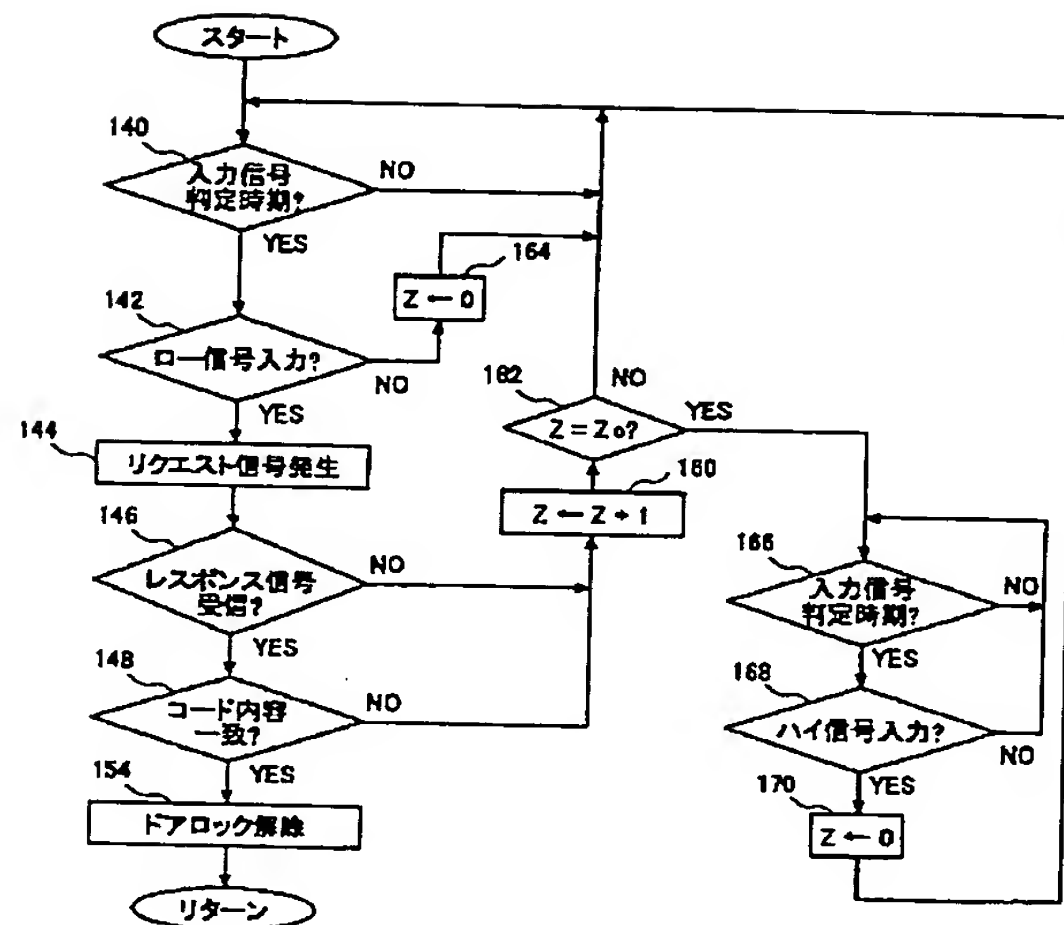 スタート
140
入力信号
判定時期?
NO
YES
164
Z ← 0
142
ロー信号入力?
NO
YES
144
リクエスト信号発生
146
レスポンス信号
受信?
NO
YES
148
コード内容
一致?
NO
YES
154
ドアロック解除
リターン
162
Z = Z₀?
NO
YES
160
Z ← Z + 1
166
入力信号
判定時期?
NO
YES
168
ハイ信号入力?
NO
YES
170
Z ← 0